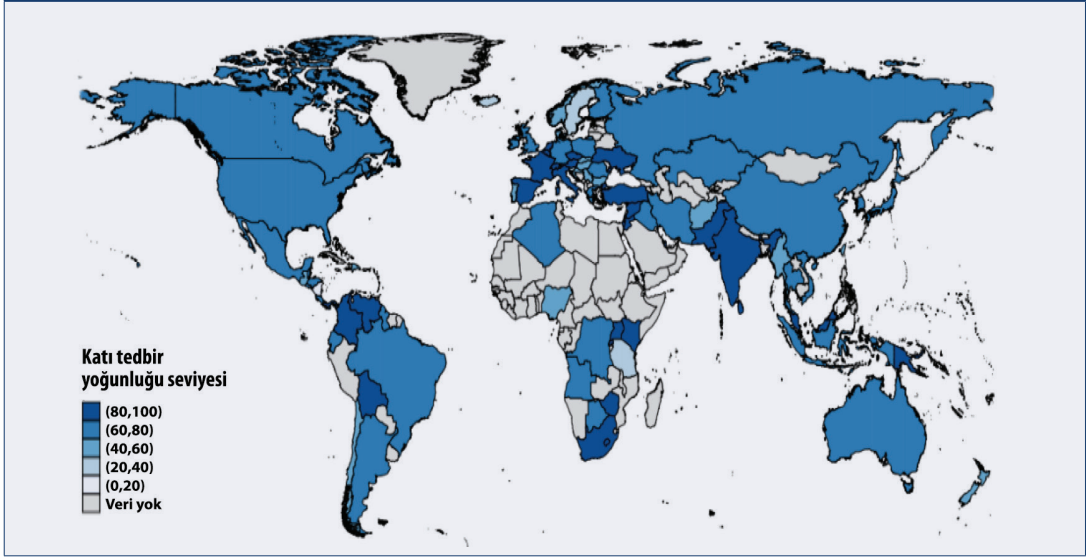 Katı tedbir
yoğunluğu seviyesi
(80,100)
(60,80)
(40,60)
(20,40)
(0,20)
Veri yok